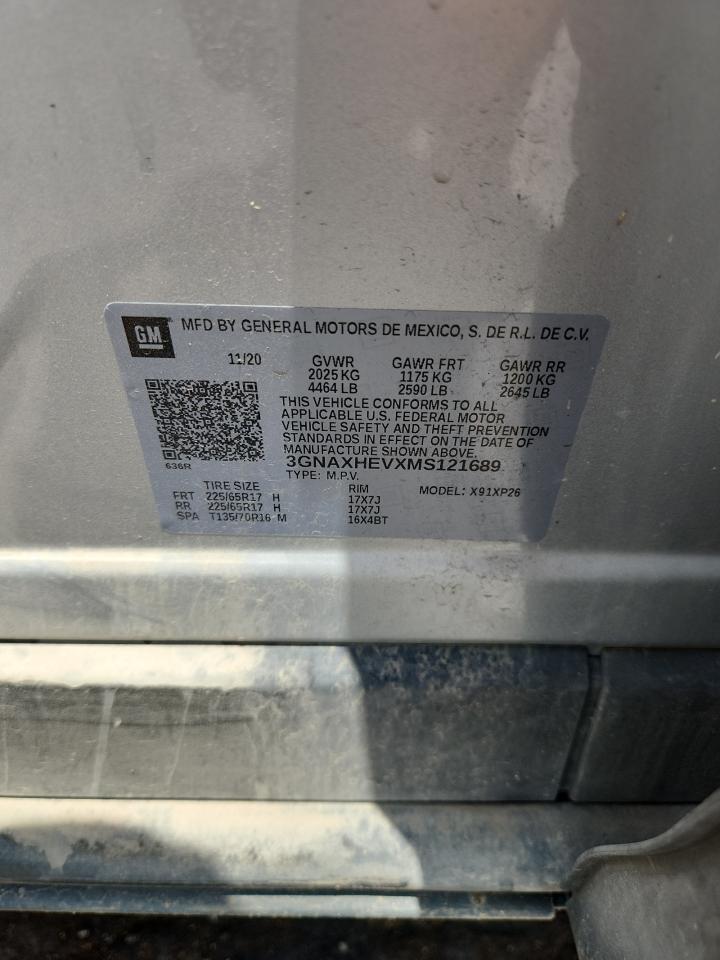 GM MFD BY GENERAL MOTORS DE MEXICO, S. DE R.L. DE C.V.
11/20 GVWR GAWR FRT GAWR RR
2025 KG 1175 KG 1200 KG
4464 LB 2590 LB 2645 LB
THIS VEHICLE CONFORMS TO ALL
APPLICABLE U.S. FEDERAL MOTOR
VEHICLE SAFETY AND THEFT PREVENTION
STANDARDS IN EFFECT ON THE DATE OF
MANUFACTURE SHOWN ABOVE.
636R 3GNAXHEVXMS121689
TYPE: M.P.V.
TIRE SIZE RIM MODEL: X91XP26
FRT 225/65R17 H 17X7J
RR 225/65R17 H 17X7J
SPA T135/70R16 M 16X4BT